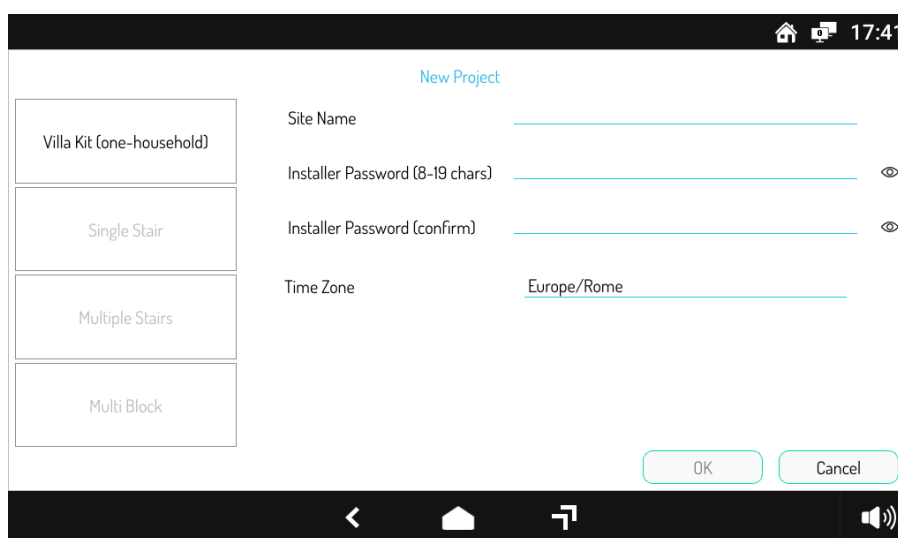 17:41
New Project
Villa Kit (one-household)
Single Stair
Multiple Stairs
Multi Block
Site Name
Installer Password (8-19 chars)
Installer Password (confirm)
Time Zone
Europe/Rome
OK
Cancel